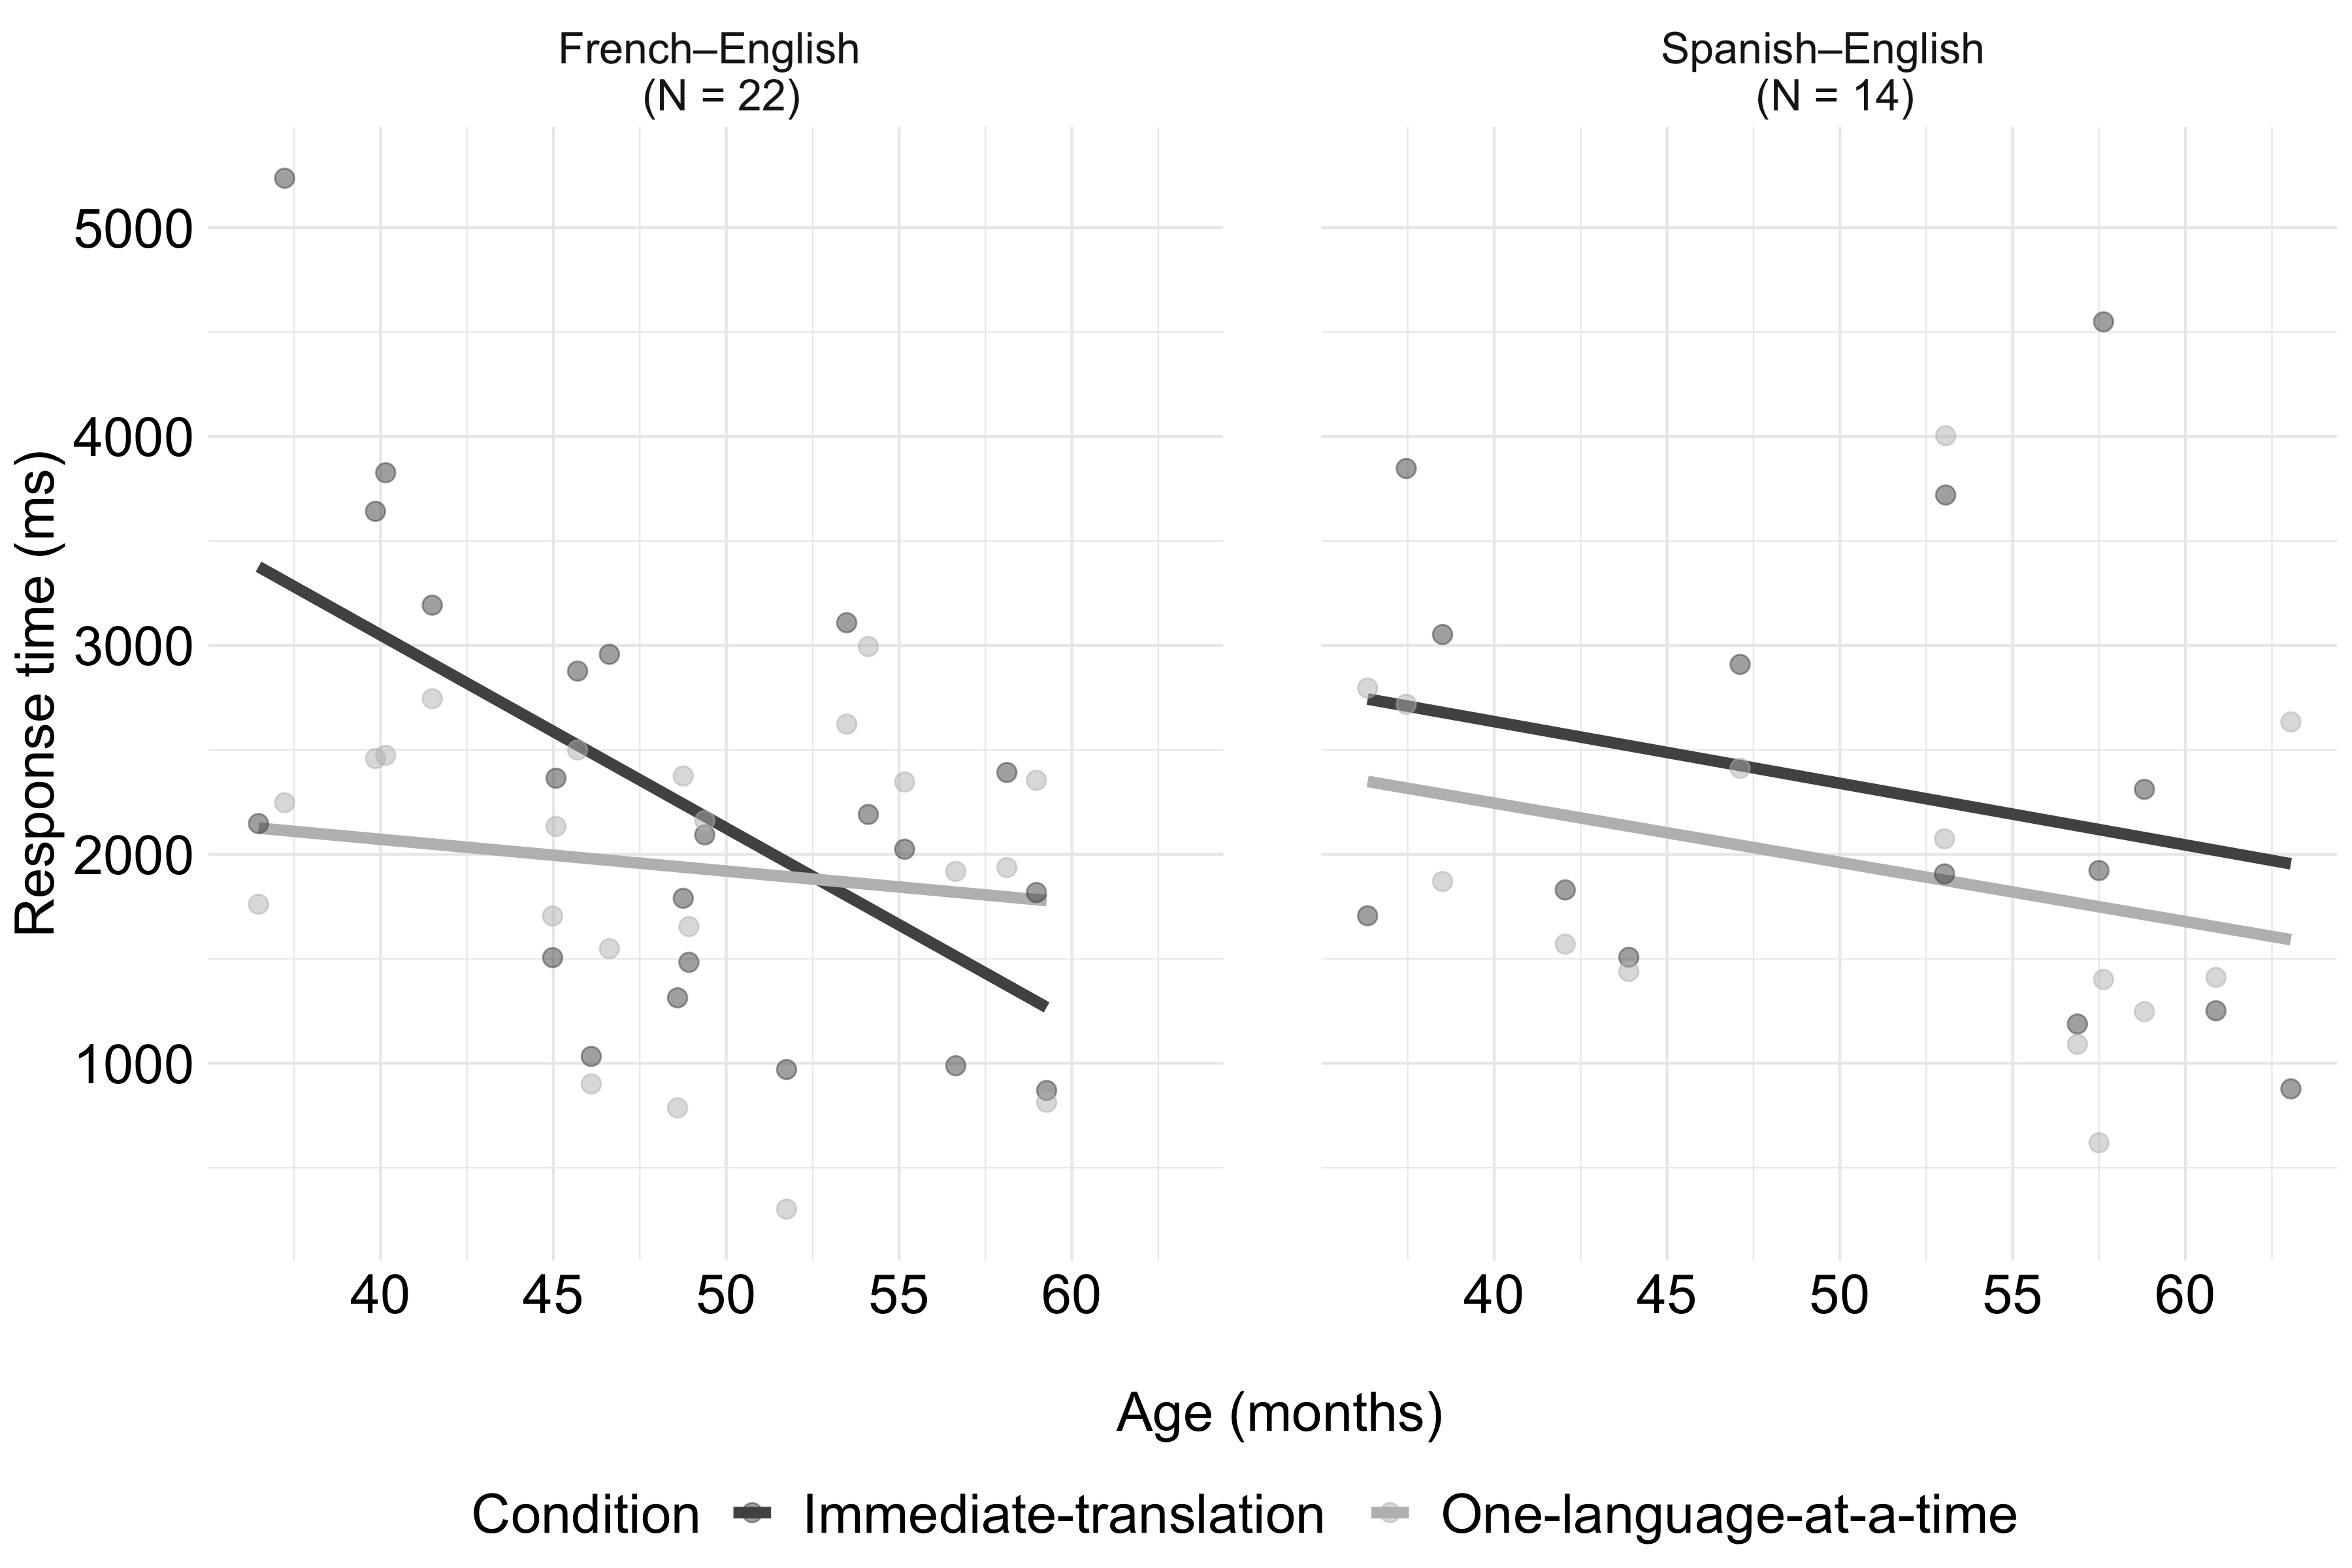 French–English
(N = 22)
Spanish–English
(N = 14)
Response time (ms)
5000
4000
3000
2000
1000
40 45 50 55 60
40 45 50 55 60
Age (months)
Condition Immediate-translation One-language-at-a-time